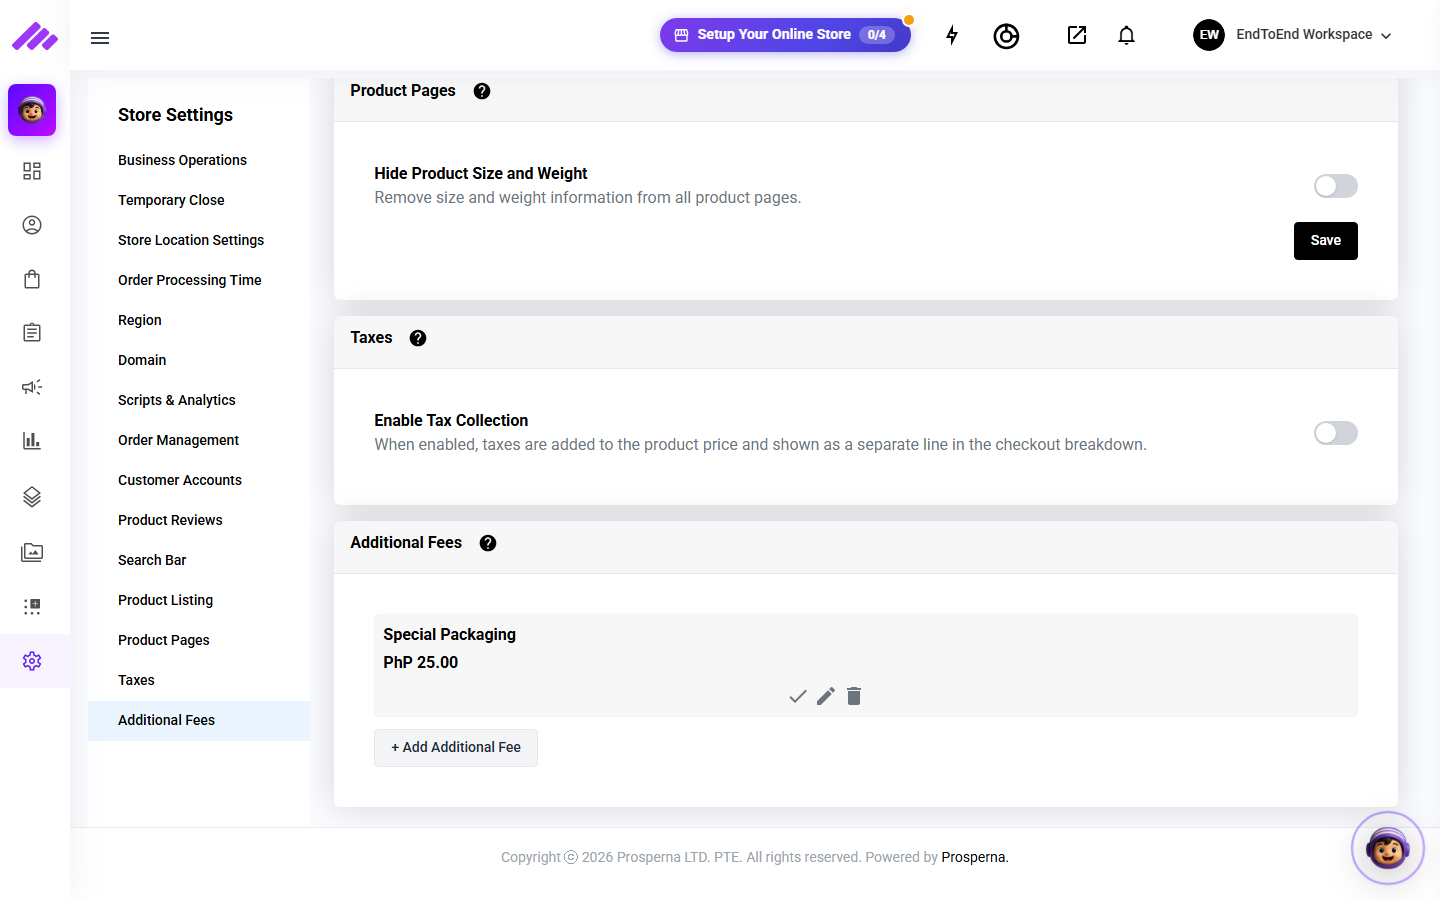 Setup Your Online Store 0/4
EW EndToEnd Workspace
Store Settings
Business Operations
Temporary Close
Store Location Settings
Order Processing Time
Region
Domain
Scripts & Analytics
Order Management
Customer Accounts
Product Reviews
Search Bar
Product Listing
Product Pages
Taxes
Additional Fees
Product Pages ?
Hide Product Size and Weight
Remove size and weight information from all product pages.
Save
Taxes ?
Enable Tax Collection
When enabled, taxes are added to the product price and shown as a separate line in the checkout breakdown.
Additional Fees ?
Special Packaging
PhP 25.00
+ Add Additional Fee
Copyright © 2026 Prosperna LTD. PTE. All rights reserved. Powered by Prosperna.